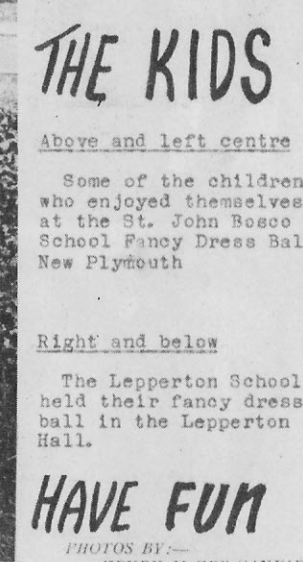 THE KIDS
Above and left centre
Some of the children
who enjoyed themselves
at the St. John Bosco
School Fancy Dress Bal
New Plymouth
Right and below
The Lepperton School
held their fancy dress
ball in the Lepperton
Hall.
HAVE FUN
PHOTOS BY:—